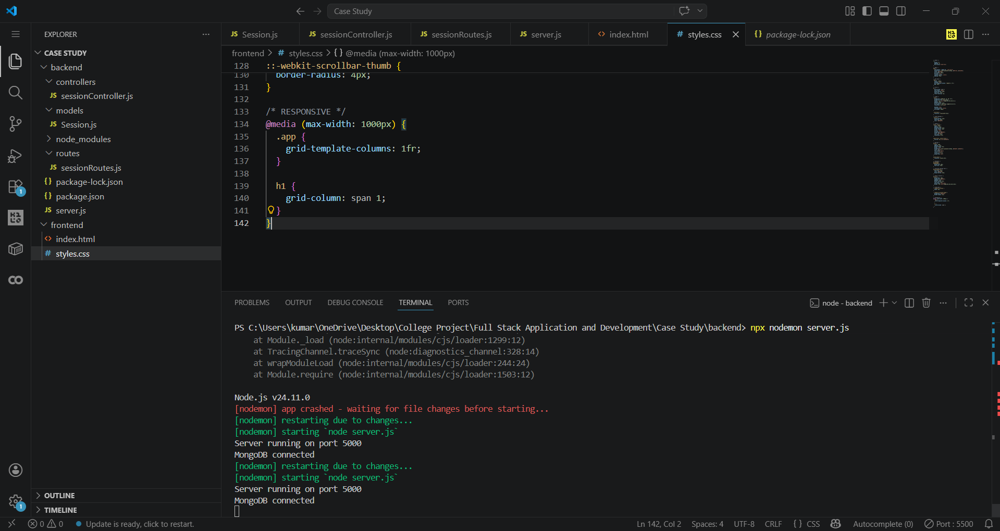 Case Study
EXPLORER
CASE STUDY
backend
controllers
JS sessionController.js
models
JS Session.js
node_modules
routes
JS sessionRoutes.js
{} package-lock.json
{} package.json
JS server.js
frontend
<> index.html
# styles.css
OUTLINE
TIMELINE
1
1
JS Session.js
JS sessionController.js
JS sessionRoutes.js
JS server.js
<> index.html
# styles.css
{} package-lock.json
frontend > # styles.css > {} @media (max-width: 1000px)
128 ::-webkit-scrollbar-thumb {
130 border-radius: 4px;
131 }
132
133 /* RESPONSIVE */
134 @media (max-width: 1000px) {
135 .app {
136 grid-template-columns: 1fr;
137 }
138
139 h1 {
140 grid-column: span 1;
141 }
142 }
PROBLEMS OUTPUT DEBUG CONSOLE TERMINAL PORTS
node - backend
PS C:\Users\kumar\OneDrive\Desktop\College Project\Full Stack Application and Development\Case Study\backend> npx nodemon server.js
at Module._load (node:internal/modules/cjs/loader:1299:12)
at TracingChannel.traceSync (node:diagnostics_channel:328:14)
at wrapModuleLoad (node:internal/modules/cjs/loader:244:24)
at Module.require (node:internal/modules/cjs/loader:1503:12)
Node.js v24.11.0
[nodemon] app crashed - waiting for file changes before starting...
[nodemon] restarting due to changes...
[nodemon] starting `node server.js`
Server running on port 5000
MongoDB connected
[nodemon] restarting due to changes...
[nodemon] starting `node server.js`
Server running on port 5000
MongoDB connected
0 0 Update is ready, click to restart.
Ln 142, Col 2 Spaces: 4 UTF-8 CRLF {} CSS Autocomplete (0) Port : 5500